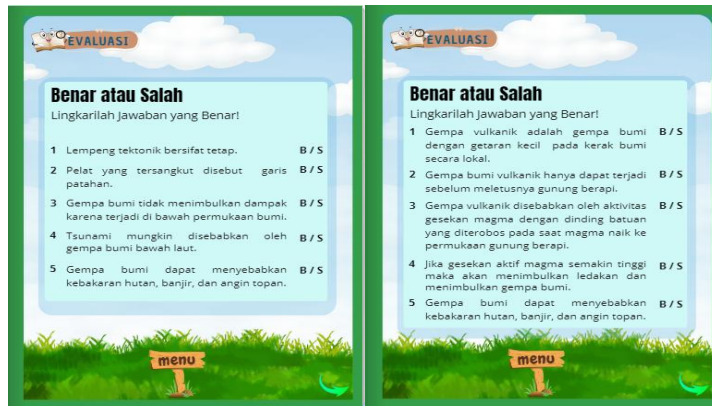 EVALUASI
Benar atau Salah
Lingkarilah Jawaban yang Benar!
1 Lempeng tektonik bersifat tetap. B / S
2 Pelat yang tersangkut disebut garis B / S
patahan.
3 Gempa bumi tidak menimbulkan dampak B / S
karena terjadi di bawah permukaan bumi.
4 Tsunami mungkin disebabkan oleh B / S
gempa bumi bawah laut.
5 Gempa bumi dapat menyebabkan B / S
kebakaran hutan, banjir, dan angin topan.
menu
EVALUASI
Benar atau Salah
Lingkarilah Jawaban yang Benar!
1 Gempa vulkanik adalah gempa bumi B / S
dengan getaran kecil pada kerak bumi
secara lokal.
2 Gempa bumi vulkanik hanya dapat terjadi B / S
sebelum meletusnya gunung berapi.
3 Gempa vulkanik disebabkan oleh aktivitas B / S
gesekan magma dengan dinding batuan
yang diterobos pada saat magma naik ke
permukaan gunung berapi.
4 Jika gesekan aktif magma semakin tinggi B / S
maka akan menimbulkan ledakan dan
menimbulkan gempa bumi.
5 Gempa bumi dapat menyebabkan B / S
kebakaran hutan, banjir, dan angin topan.
menu